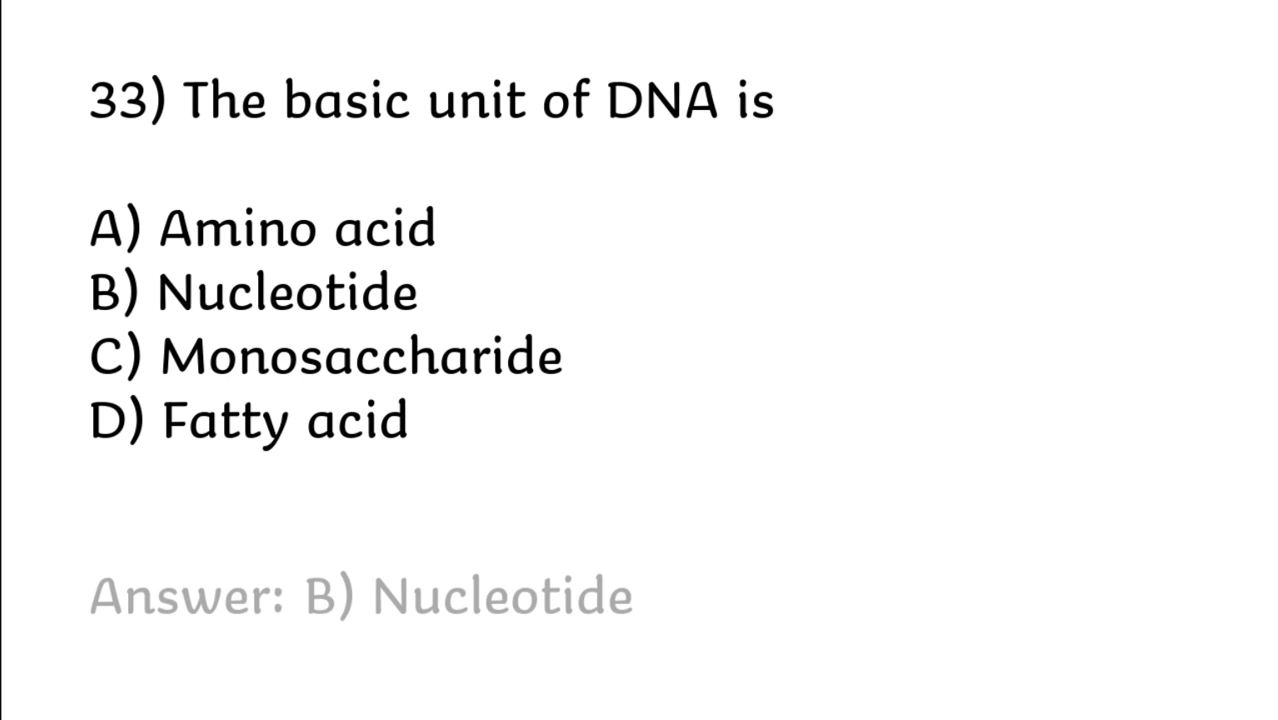 33) The basic unit of DNA is
A) Amino acid
B) Nucleotide
C) Monosaccharide
D) Fatty acid
Answer: B) Nucleotide